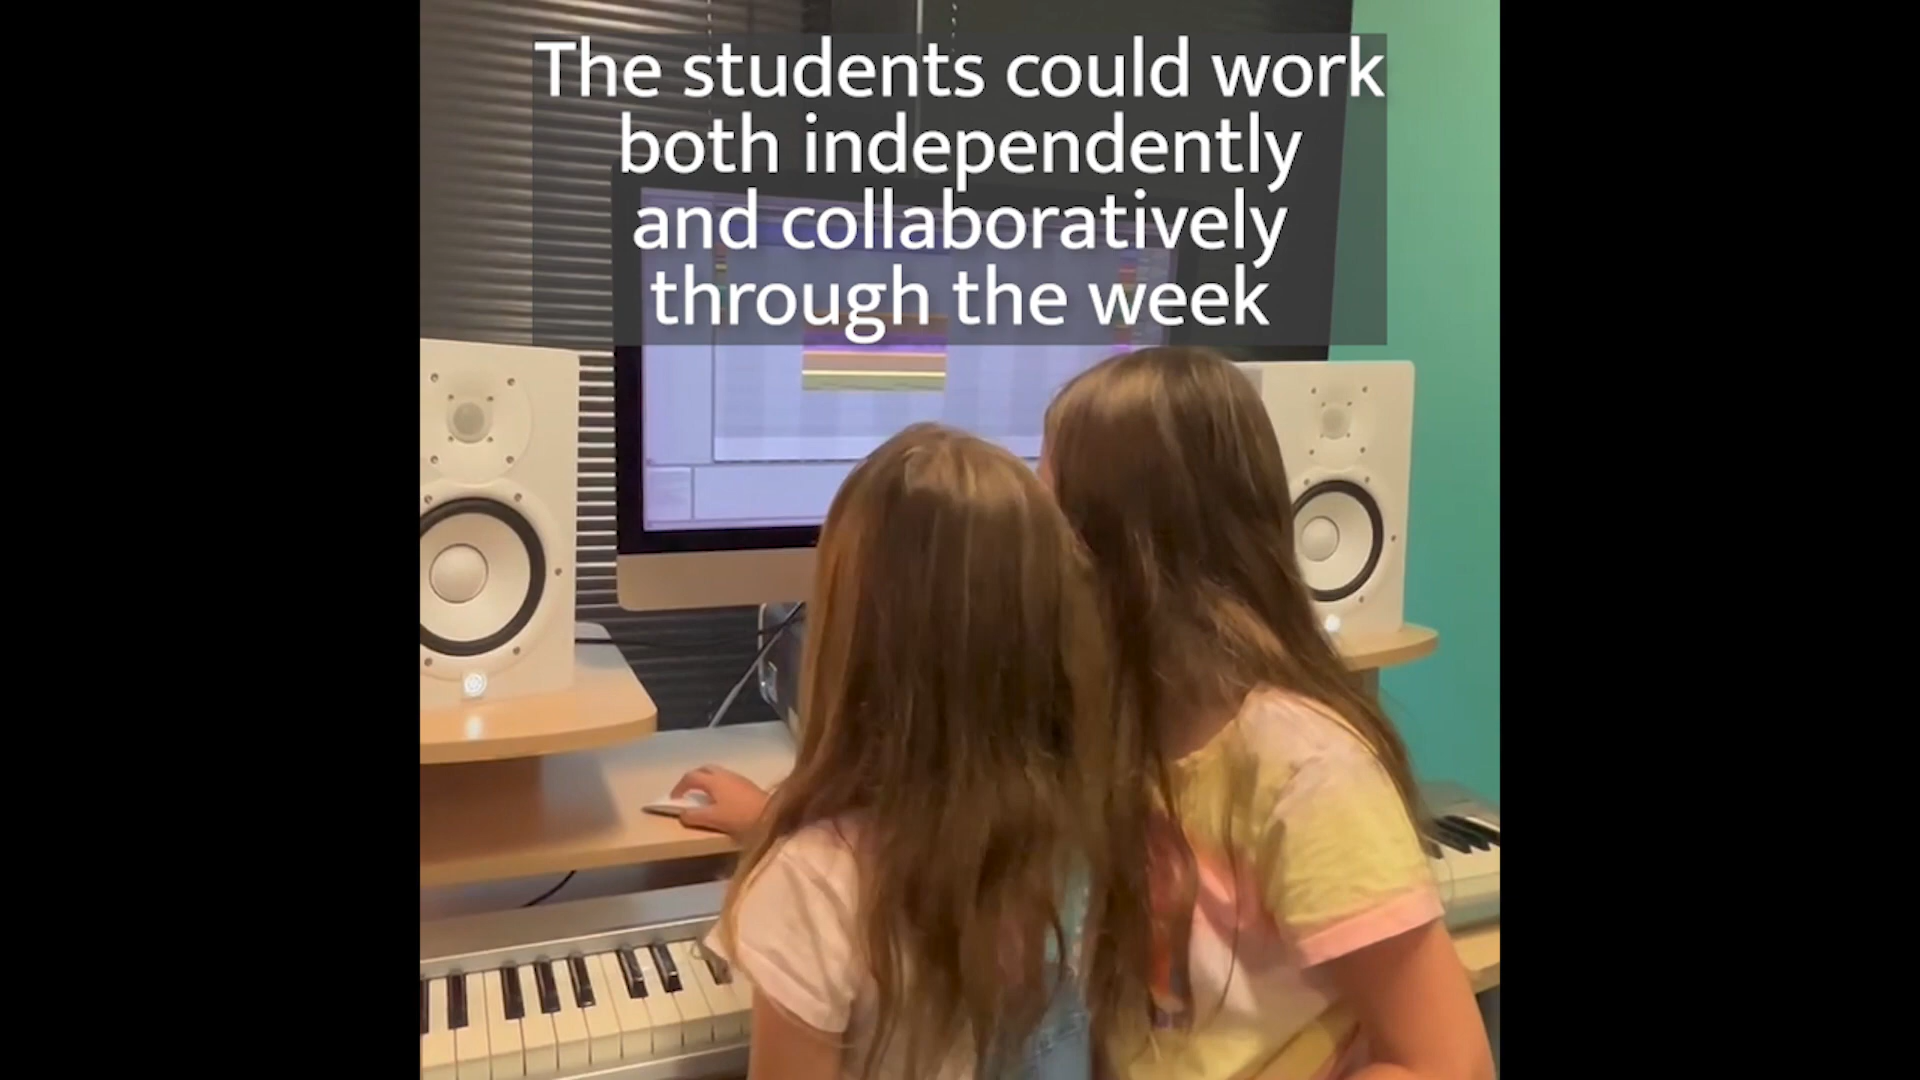 The students could work
both independently
and collaboratively
through the week